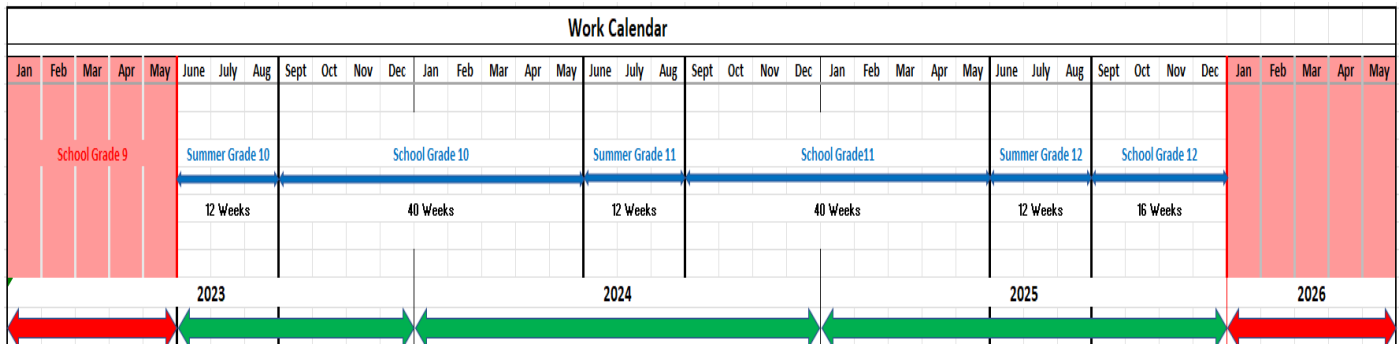 Work Calendar
Jan Feb Mar Apr May June July Aug Sept Oct Nov Dec Jan Feb Mar Apr May June July Aug Sept Oct Nov Dec Jan Feb Mar Apr May June July Aug Sept Oct Nov Dec Jan Feb Mar Apr May
School Grade 9 Summer Grade 10 School Grade 10 Summer Grade 11 School Grade11 Summer Grade 12 School Grade 12
12 Weeks 40 Weeks 12 Weeks 40 Weeks 12 Weeks 16 Weeks
2023 2024 2025 2026